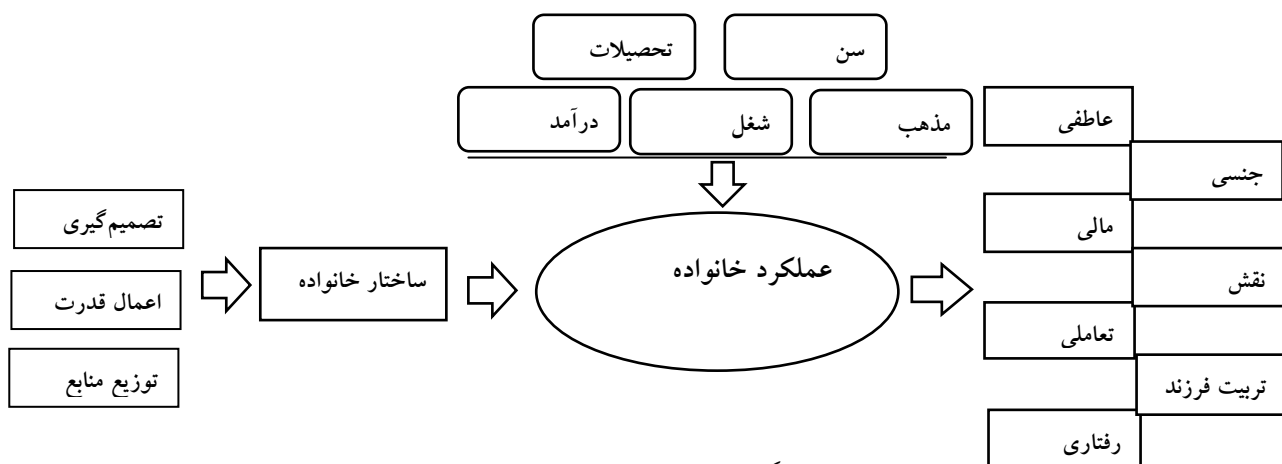 سن
تحصیلات
مذهب
شغل
درآمد
عاطفی
جنسی
مالی
نقش
تعاملی
تربیت فرزند
رفتاری
عملکرد خانواده
ساختار خانواده
تصمیم‌گیری
اعمال قدرت
توزیع منابع